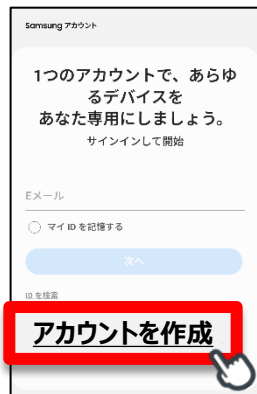 Samsung アカウント
1つのアカウントで、あらゆ
るデバイスを
あなた専用にしましょう。
サインインして開始
Eメール
マイ ID を記憶する
次へ
ID を検索
アカウントを作成